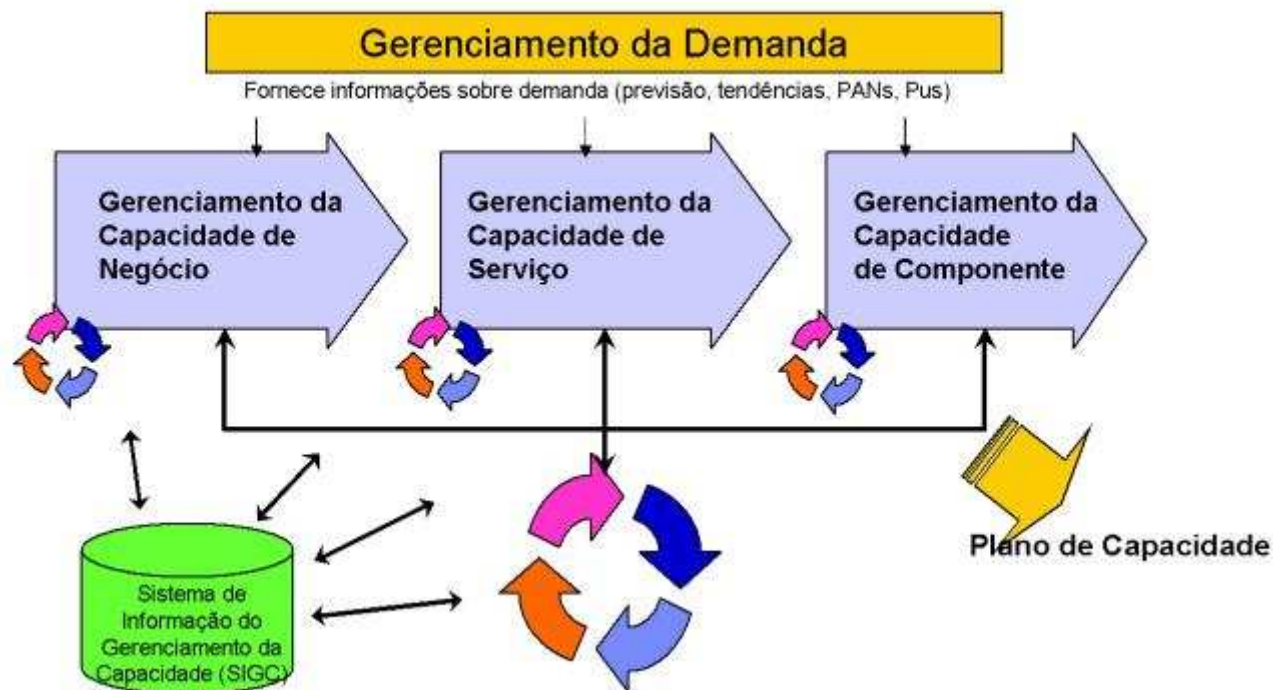 Gerenciamento da Demanda
Fornece informações sobre demanda (previsão, tendências, PANs, Pus)
Gerenciamento da
Capacidade de
Negócio
Gerenciamento da
Capacidade de
Serviço
Gerenciamento da
Capacidade
de Componente
Plano de Capacidade
Sistema de
Informação do
Gerenciamento da
Capacidade (SIGC)